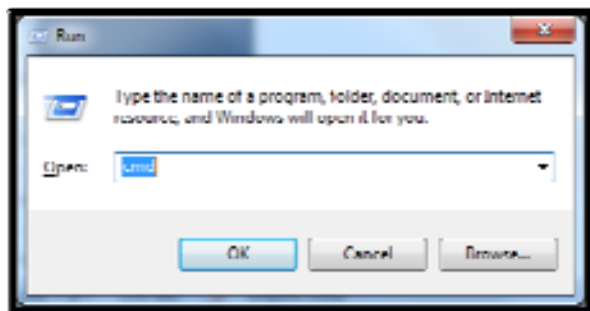 Run
Type the name of a program, folder, document, or Internet
resource, and Windows will open it for you.
Open: cmd
OK Cancel Browse...